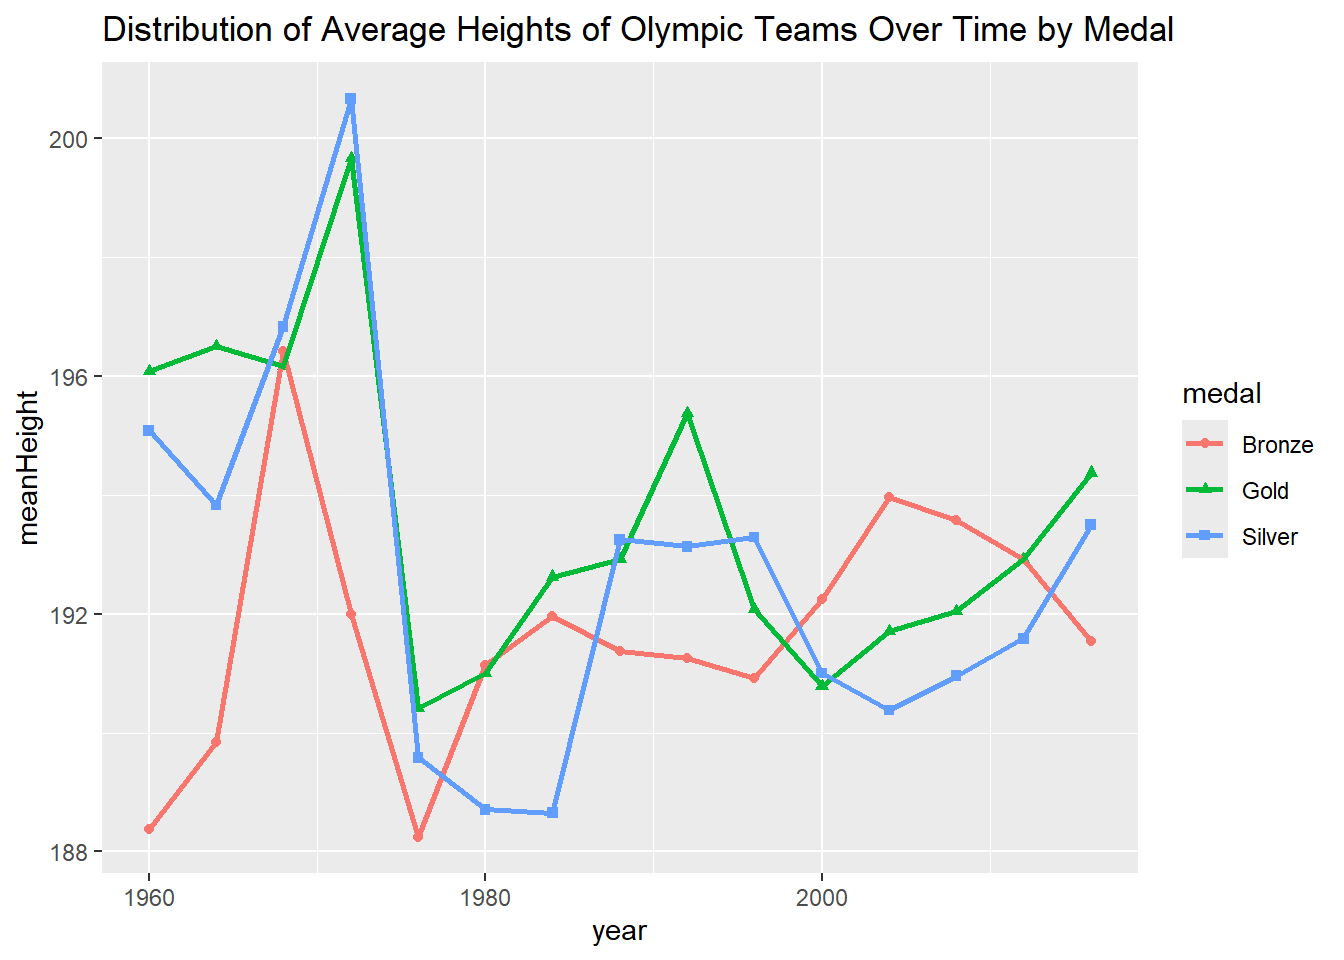 Distribution of Average Heights of Olympic Teams Over Time by Medal
200
196
192
188
meanHeight
1960
1980
2000
year
medal
Bronze
Gold
Silver